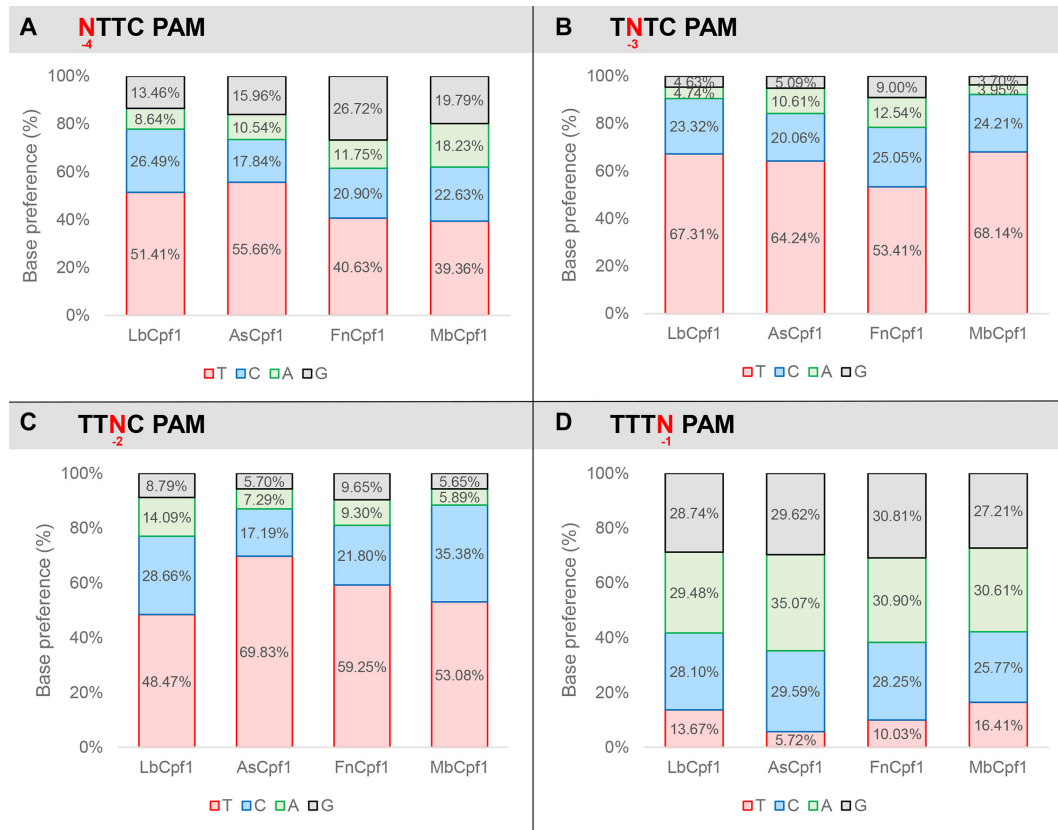 A NTTC PAM
-4
Base preference (%)
100%
80%
60%
40%
20%
0%
13.46% 15.96% 26.72% 19.79%
8.64% 10.54% 11.75% 18.23%
26.49% 17.84% 20.90% 22.63%
51.41% 55.66% 40.63% 39.36%
LbCpf1 AsCpf1 FnCpf1 MbCpf1
T C A G
B TNTC PAM
-3
Base preference (%)
100%
80%
60%
40%
20%
0%
4.63% 5.09% 9.00% 3.70%
4.74% 10.61% 12.54% 3.95%
23.32% 20.06% 25.05% 24.21%
67.31% 64.24% 53.41% 68.14%
LbCpf1 AsCpf1 FnCpf1 MbCpf1
T C A G
C TTNC PAM
-2
Base preference (%)
100%
80%
60%
40%
20%
0%
8.79% 5.70% 9.65% 5.65%
14.09% 7.29% 9.30% 5.89%
28.66% 17.19% 21.80% 35.38%
48.47% 69.83% 59.25% 53.08%
LbCpf1 AsCpf1 FnCpf1 MbCpf1
T C A G
D TTTN PAM
-1
Base preference (%)
100%
80%
60%
40%
20%
0%
28.74% 29.62% 30.81% 27.21%
29.48% 35.07% 30.90% 30.61%
28.10% 29.59% 28.25% 25.77%
13.67% 5.72% 10.03% 16.41%
LbCpf1 AsCpf1 FnCpf1 MbCpf1
T C A G